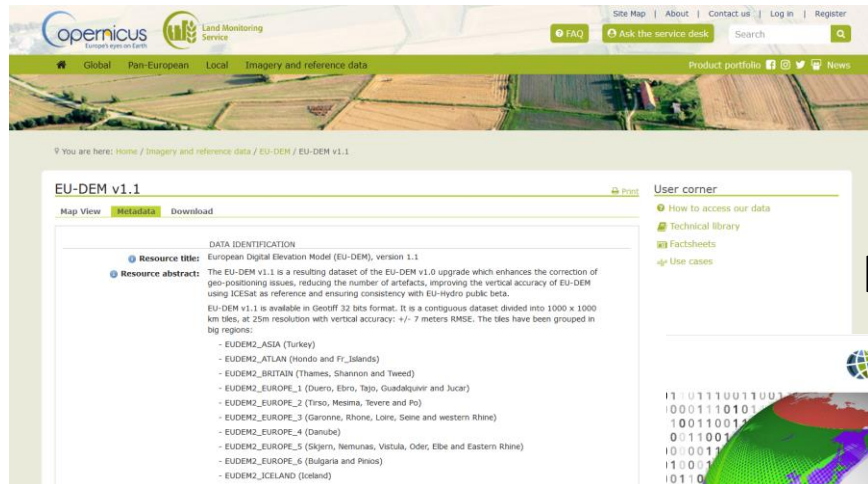 Site Map | About | Contact us | Log in | Register
opernicus
Europe's eyes on Earth
Land Monitoring
Service
FAQ
Ask the service desk
Search
Global Pan-European Local Imagery and reference data
Product portfolio
News
You are here: Home / Imagery and reference data / EU-DEM / EU-DEM v1.1
EU-DEM v1.1
Print
Map View Metadata Download
DATA IDENTIFICATION
Resource title: European Digital Elevation Model (EU-DEM), version 1.1
Resource abstract: The EU-DEM v1.1 is a resulting dataset of the EU-DEM v1.0 upgrade which enhances the correction of
geo-positioning issues, reducing the number of artefacts, improving the vertical accuracy of EU-DEM
using ICESat as reference and ensuring consistency with EU-Hydro public beta.
EU-DEM v1.1 is available in Geotiff 32 bits format. It is a contiguous dataset divided into 1000 x 1000
km tiles, at 25m resolution with vertical accuracy: +/- 7 meters RMSE. The tiles have been grouped in
big regions:
- EUDEM2_ASIA (Turkey)
- EUDEM2_ATLAN (Hondo and Fr_Islands)
- EUDEM2_BRITAIN (Thames, Shannon and Tweed)
- EUDEM2_EUROPE_1 (Duero, Ebro, Tajo, Guadalquivir and Jucar)
- EUDEM2_EUROPE_2 (Tirso, Mesima, Tevere and Po)
- EUDEM2_EUROPE_3 (Garonne, Rhone, Loire, Seine and western Rhine)
- EUDEM2_EUROPE_4 (Danube)
- EUDEM2_EUROPE_5 (Skjern, Nemunas, Vistula, Oder, Elbe and Eastern Rhine)
- EUDEM2_EUROPE_6 (Bulgaria and Pinios)
- EUDEM2_ICELAND (Iceland)
User corner
How to access our data
Technical library
Factsheets
Use cases